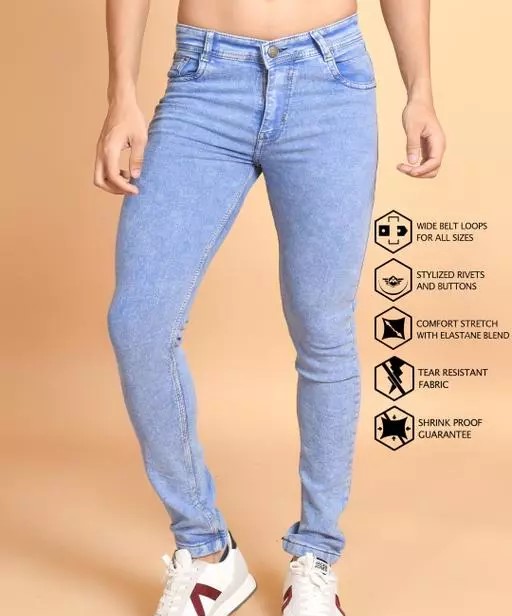 WIDE BELT LOOPS
FOR ALL SIZES
STYLIZED RIVETS
AND BUTTONS
COMFORT STRETCH
WITH ELASTANE BLEND
TEAR RESISTANT
FABRIC
SHRINK PROOF
GUARANTEE